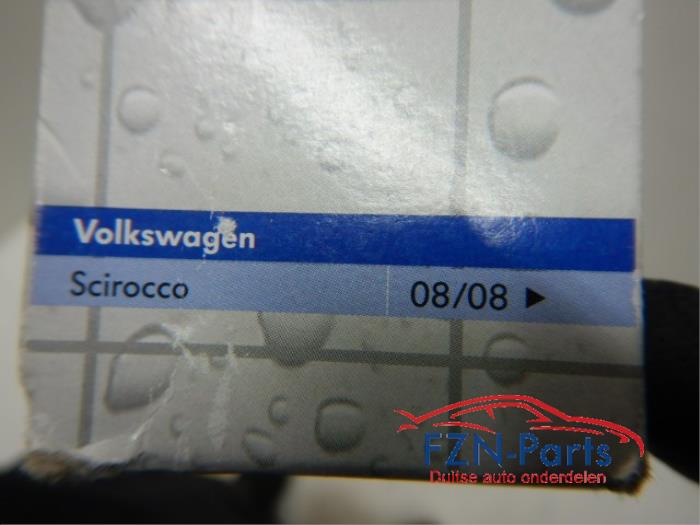 Volkswagen
Scirocco 08/08 ►
FZN-Parts
Duitse auto onderdelen